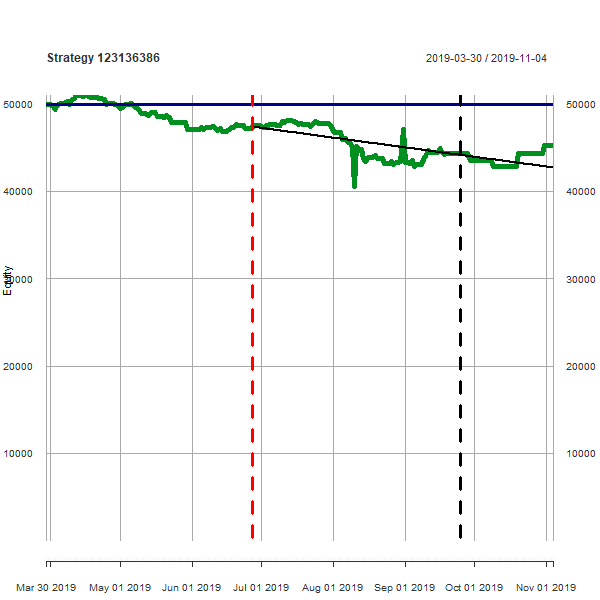 Strategy 123136386
2019-03-30 / 2019-11-04
50000 50000
40000 40000
Equity
30000 30000
20000 20000
10000 10000
Mar 30 2019 May 01 2019 Jun 01 2019 Jul 01 2019 Aug 01 2019 Sep 01 2019 Oct 01 2019 Nov 01 2019